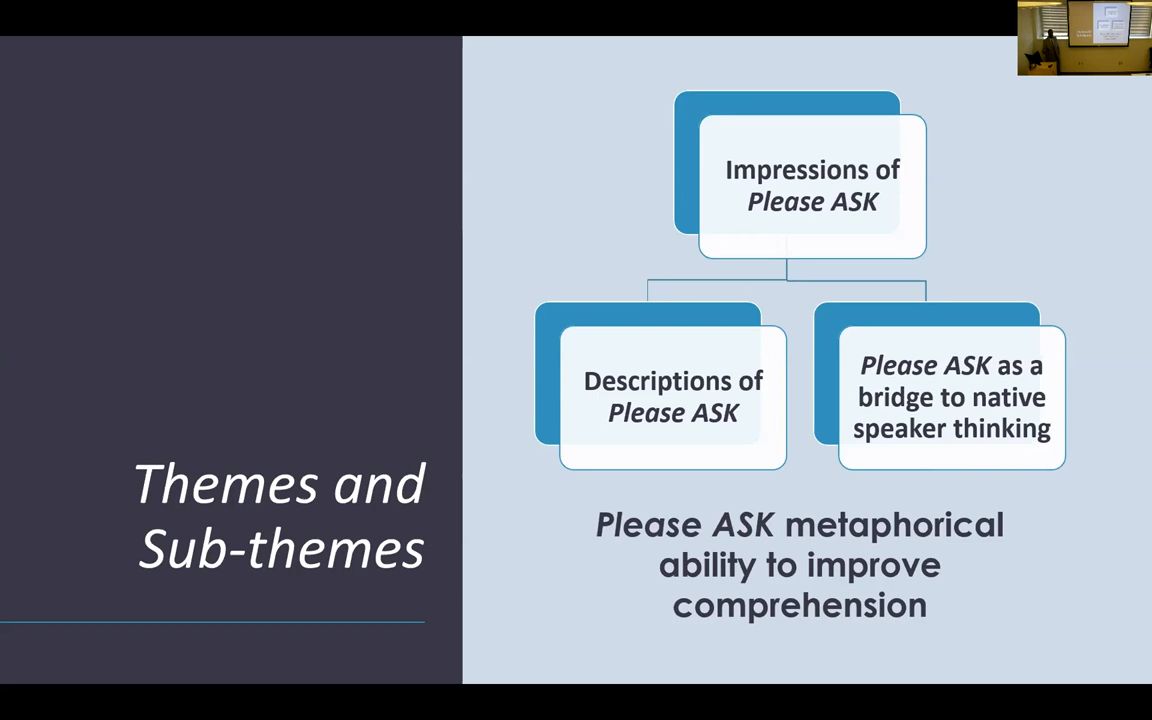 Themes and
Sub-themes
Impressions of
Please ASK
Descriptions of
Please ASK
Please ASK as a
bridge to native
speaker thinking
Please ASK metaphorical
ability to improve
comprehension